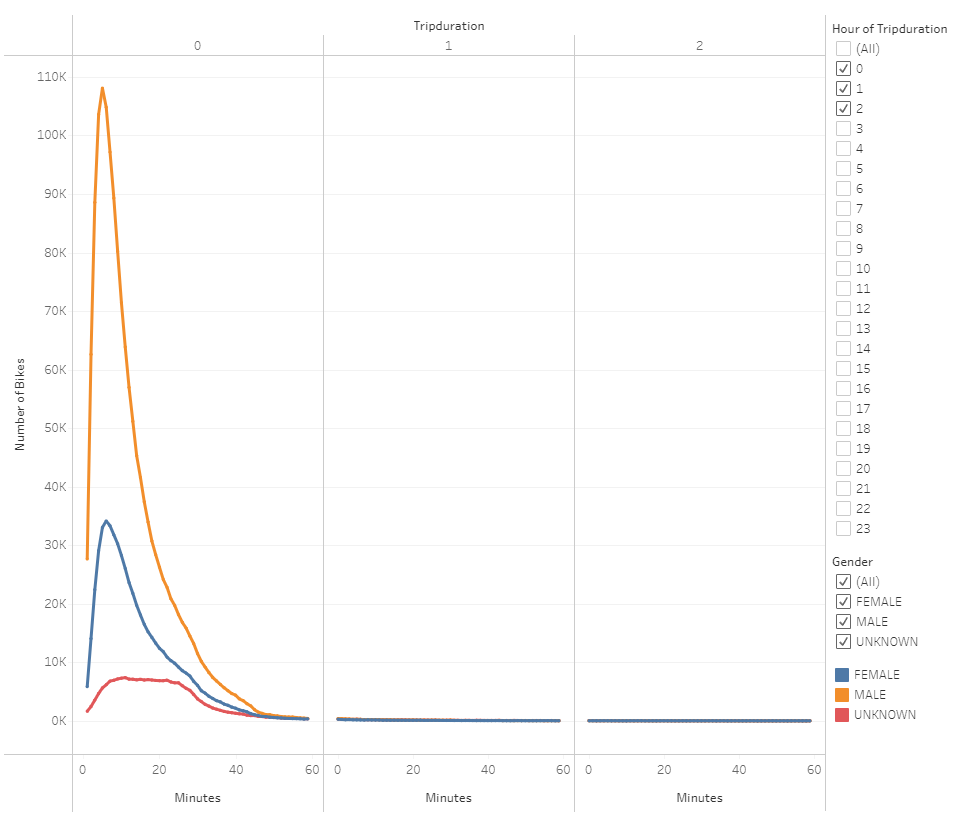 Tripduration
0 1 2
110K
100K
90K
80K
70K
60K
50K
40K
30K
20K
10K
0K
Number of Bikes
0 20 40 60 0 20 40 60 0 20 40 60
Minutes Minutes Minutes
Hour of Tripduration
(All)
0
1
2
3
4
5
6
7
8
9
10
11
12
13
14
15
16
17
18
19
20
21
22
23
Gender
(All)
FEMALE
MALE
UNKNOWN
FEMALE
MALE
UNKNOWN